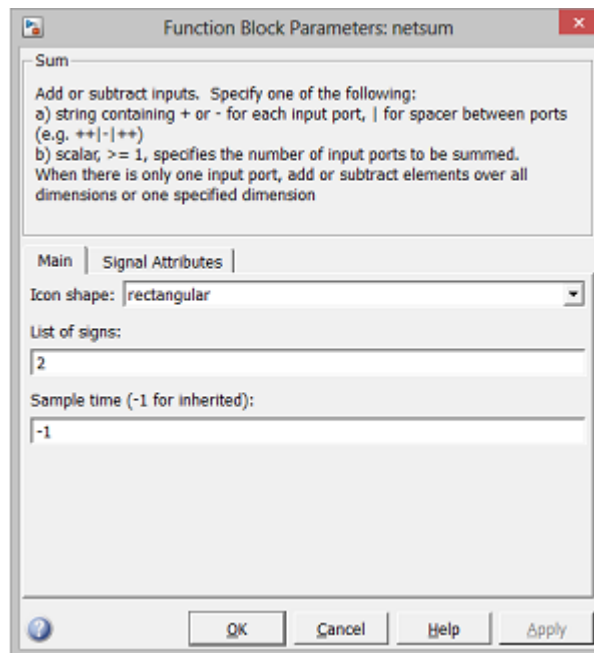 Function Block Parameters: netsum
Sum
Add or subtract inputs. Specify one of the following:
a) string containing + or - for each input port, | for spacer between ports
(e.g. ++|-|++)
b) scalar, >= 1, specifies the number of input ports to be summed.
When there is only one input port, add or subtract elements over all
dimensions or one specified dimension
Main Signal Attributes
Icon shape: rectangular
List of signs:
2
Sample time (-1 for inherited):
-1
? OK Cancel Help Apply